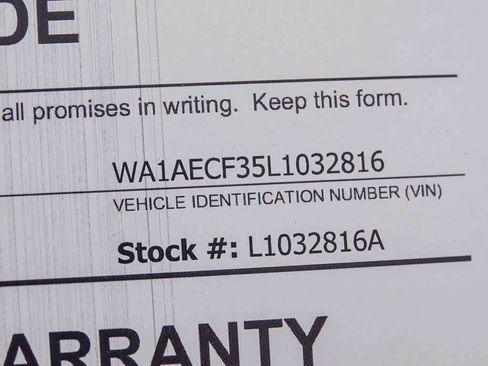 DE
all promises in writing. Keep this form.
WA1AECF35L1032816
VEHICLE IDENTIFICATION NUMBER (VIN)
Stock #: L1032816A
ARRANTY